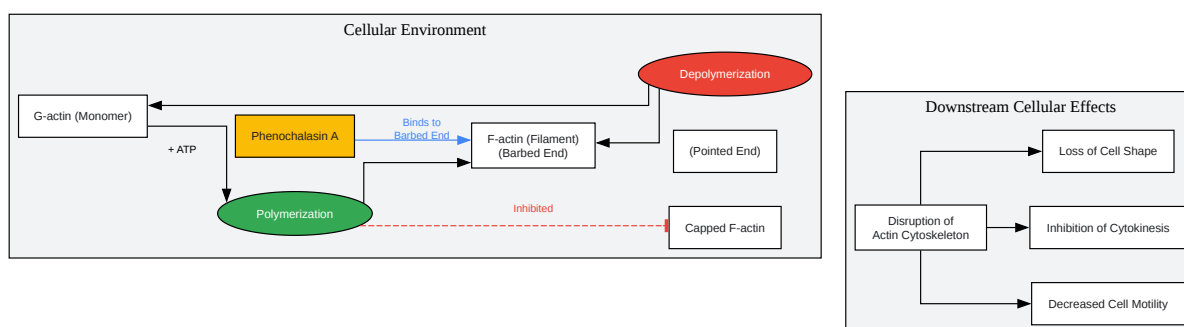 Cellular Environment
Depolymerization
G-actin (Monomer)
+ ATP
Phenochalasin A
Binds to
Barbed End
F-actin (Filament)
(Barbed End)
(Pointed End)
Polymerization
Inhibited
Capped F-actin
Downstream Cellular Effects
Loss of Cell Shape
Disruption of
Actin Cytoskeleton
Inhibition of Cytokinesis
Decreased Cell Motility